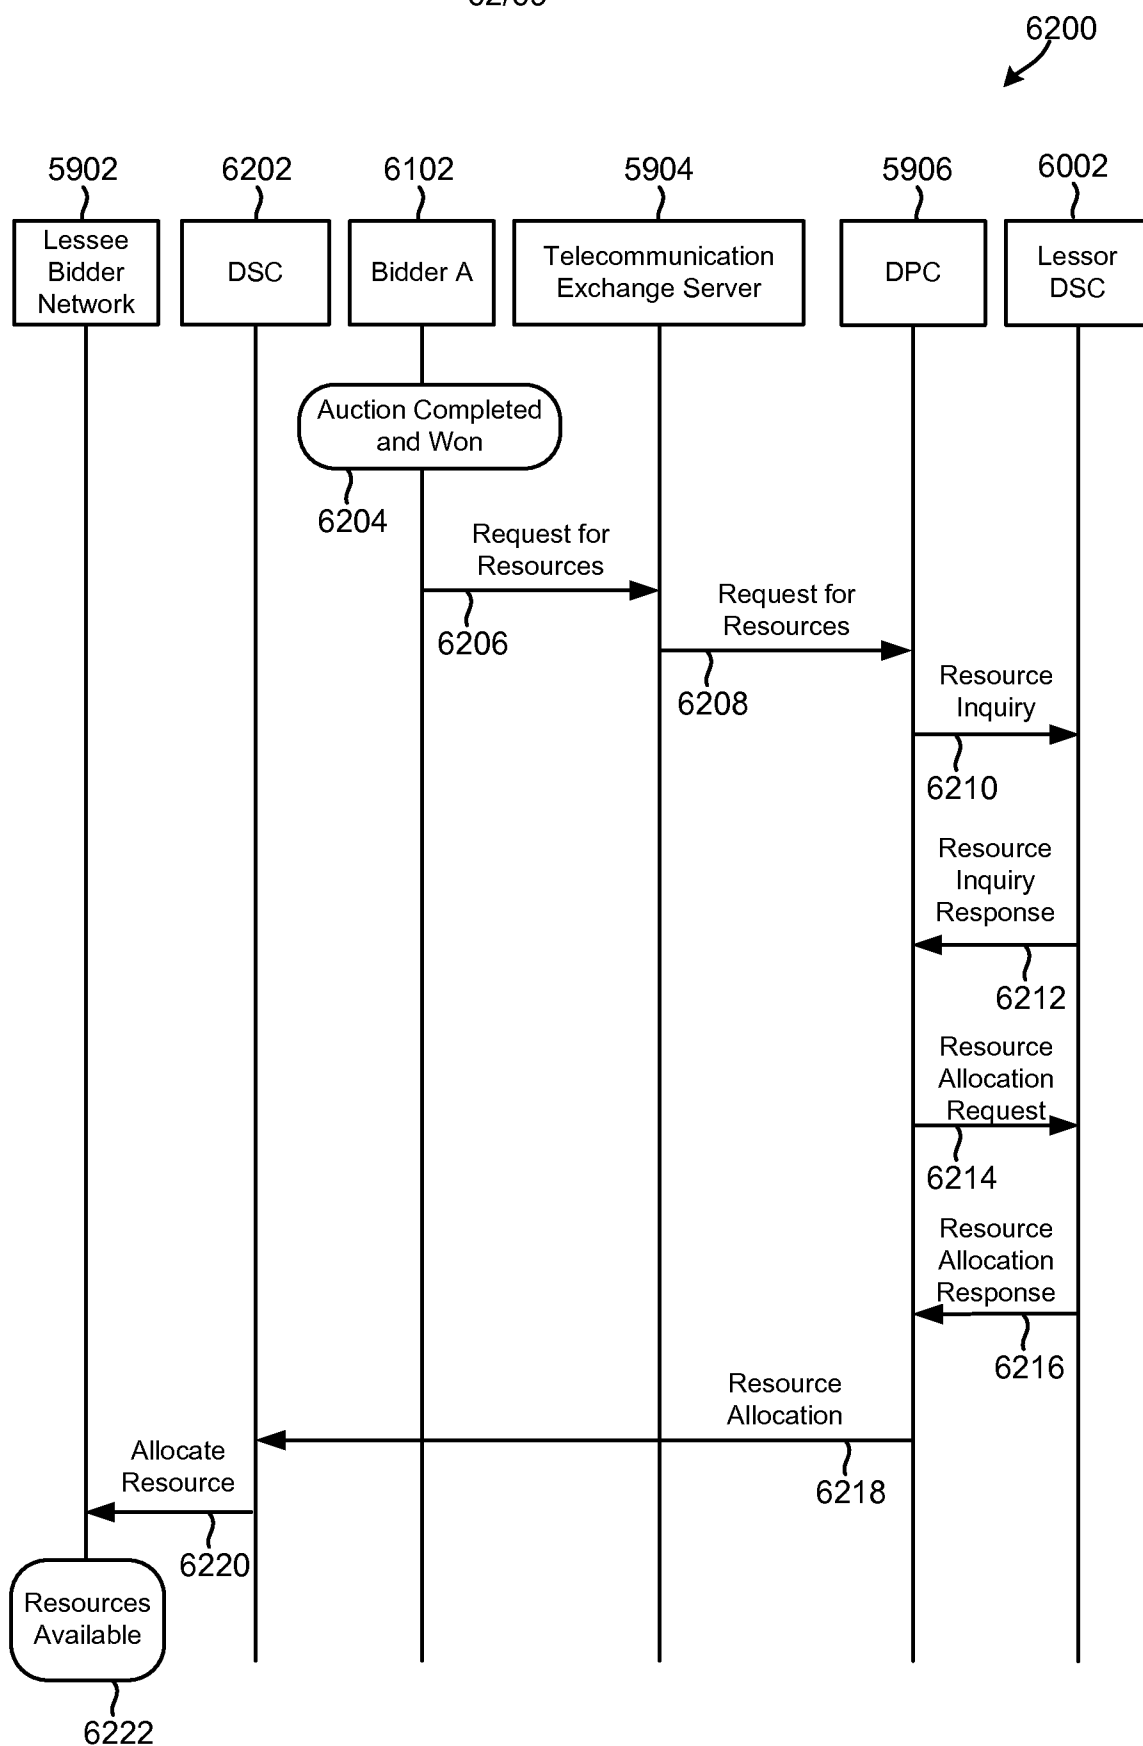 6200
5902
6202
6102
5904
5906
6002
Lessee
Bidder
Network
DSC
Bidder A
Telecommunication
Exchange Server
DPC
Lessor
DSC
Auction Completed
and Won
6204
Request for
Resources
6206
Request for
Resources
6208
Resource
Inquiry
6210
Resource
Inquiry
Response
6212
Resource
Allocation
Request
6214
Resource
Allocation
Response
6216
Resource
Allocation
6218
Allocate
Resource
6220
Resources
Available
6222